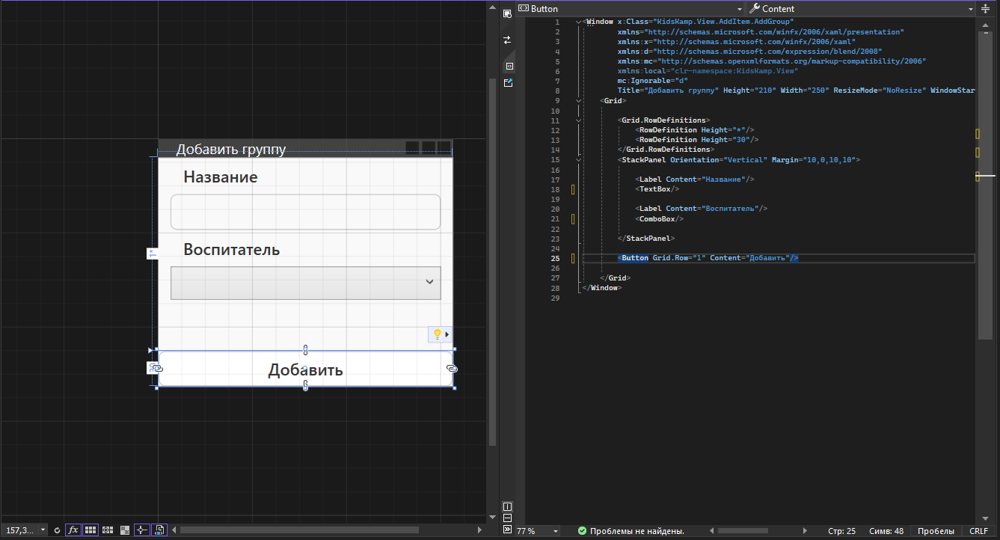 Button
Content
1 <Window x:Class="KidsKamp.View.AddItem.AddGroup"
2 xmlns="http://schemas.microsoft.com/winfx/2006/xaml/presentation"
3 xmlns:x="http://schemas.microsoft.com/winfx/2006/xaml"
4 xmlns:d="http://schemas.microsoft.com/expression/blend/2008"
5 xmlns:mc="http://schemas.openxmlformats.org/markup-compatibility/2006"
6 xmlns:local="clr-namespace:KidsKamp.View"
7 mc:Ignorable="d"
8 Title="Добавить группу" Height="210" Width="250" ResizeMode="NoResize" WindowStar
9 <Grid>
10
11 <Grid.RowDefinitions>
12 <RowDefinition Height="*"/>
13 <RowDefinition Height="30"/>
14 </Grid.RowDefinitions>
15 <StackPanel Orientation="Vertical" Margin="10,0,10,10">
16
17 <Label Content="Название"/>
18 <TextBox/>
19
20 <Label Content="Воспитатель"/>
21 <ComboBox/>
22
23 </StackPanel>
24
25 <Button Grid.Row="1" Content="Добавить"/>
26
27 </Grid>
28 </Window>
29
Добавить группу
Название
Воспитатель
Добавить
157,3...
fx
77 %
Проблемы не найдены.
Стр: 25
Симв: 48
Пробелы
CRLF